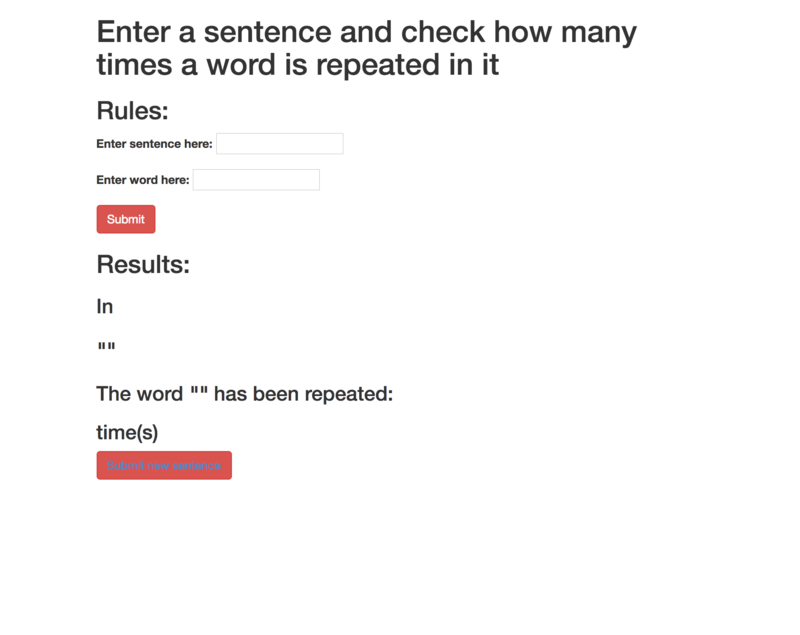 Enter a sentence and check how many
times a word is repeated in it
Rules:
Enter sentence here:
Enter word here:
Submit
Results:
In
""
The word "" has been repeated:
time(s)
Submit new sentence